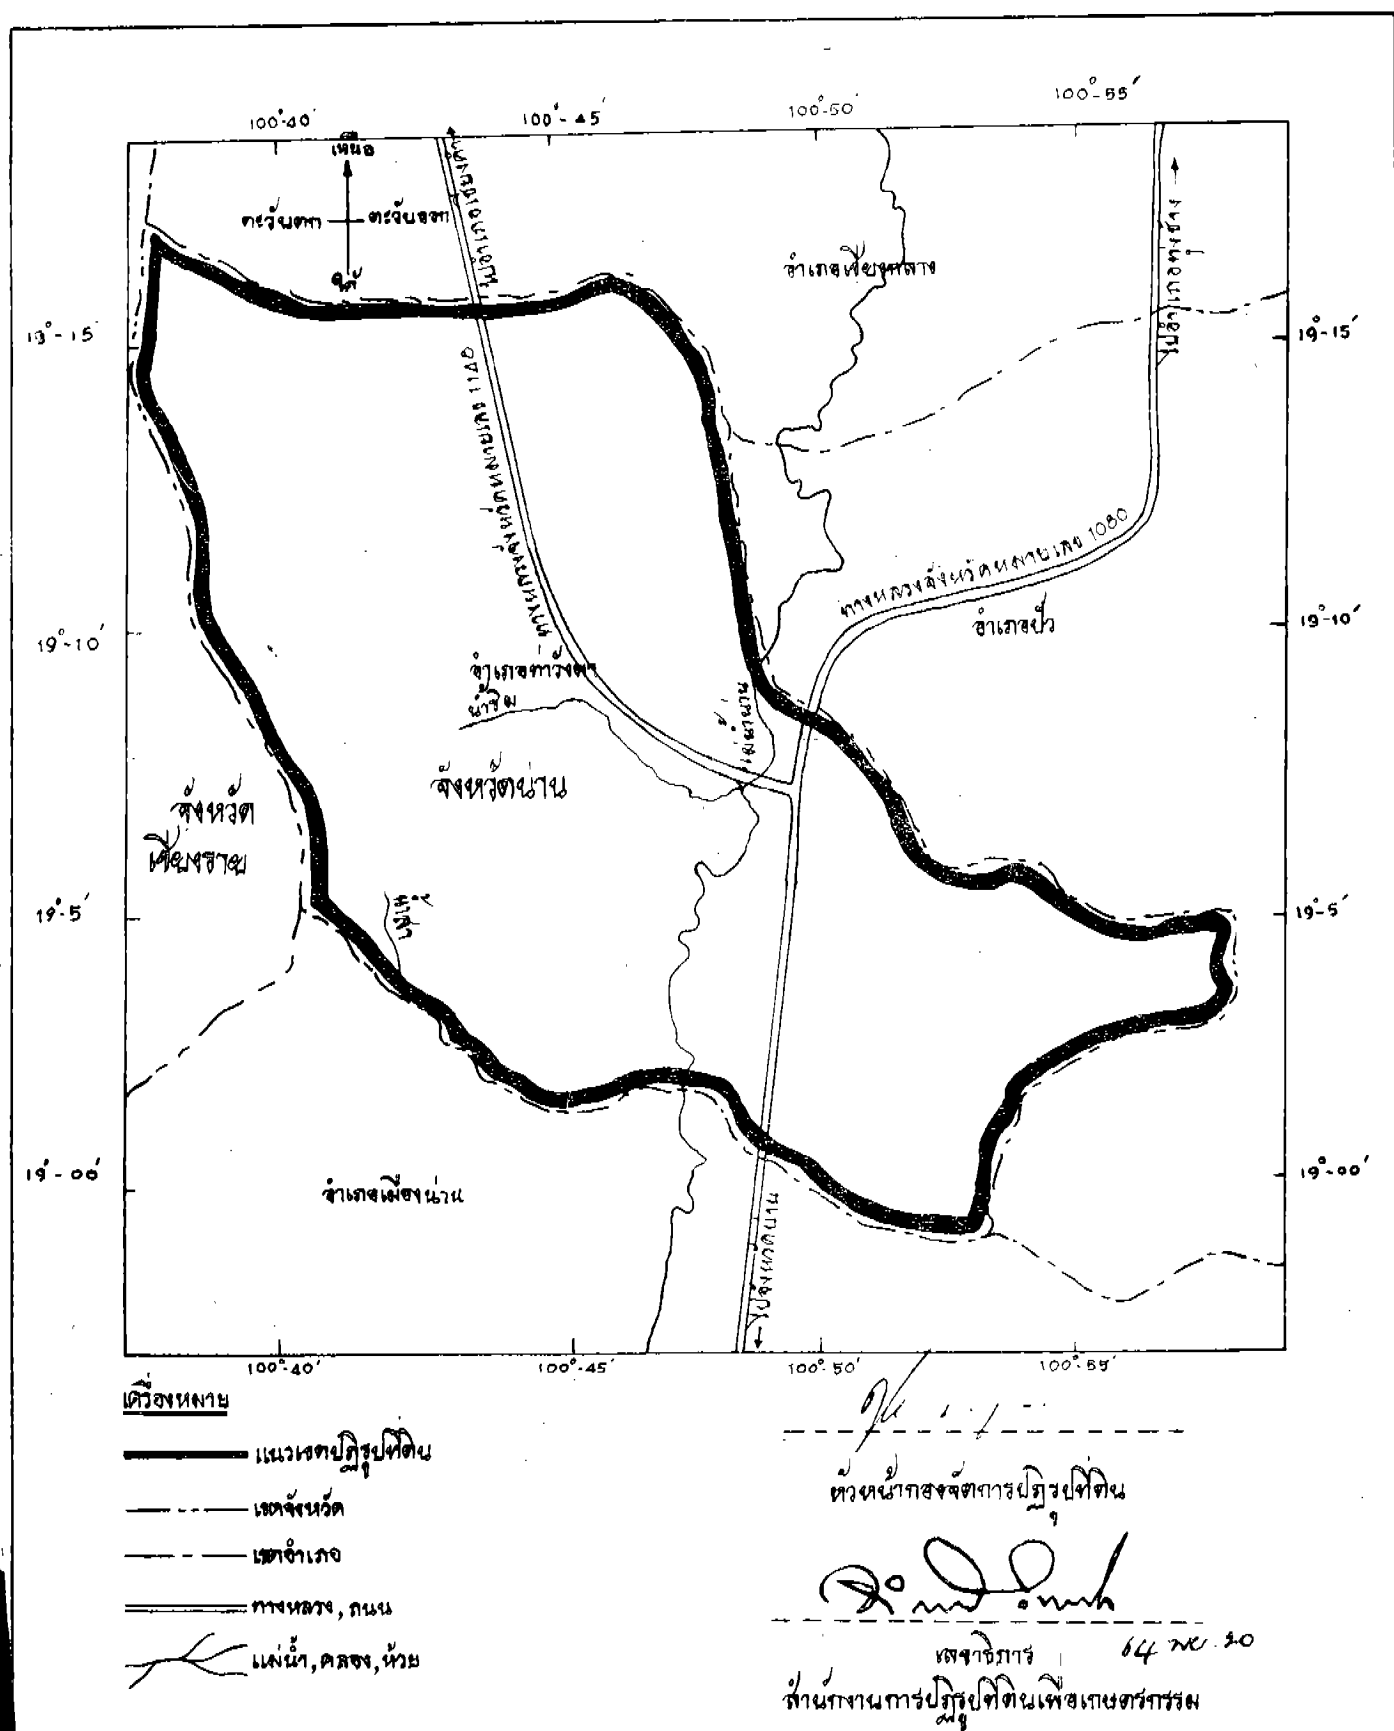 100°-40′
100°-45′
100°-50′
100°-55′
เหนือ
ตะวันตก
ตะวันออก
ใต้
อำเภอเชียงกลาง
ไปอำเภอทุ่งช้าง
19°-15′
19°-15′
ทางหลวงจังหวัดหมายเลข 1148
ทางหลวงจังหวัดหมายเลข 1080
อำเภอปัว
19°-10′
19°-10′
อำเภอท่าวังผา
น้ำริม
แม่น้ำน่าน
จังหวัดน่าน
จังหวัด
เชียงราย
19°-5′
19°-5′
19°-00′
19°-00′
อำเภอเมืองน่าน
ไปจังหวัดน่าน
100°-40′
100°-45′
100°-50′
100°-55′
เครื่องหมาย
แนวเขตปฏิรูปที่ดิน
เขตจังหวัด
เขตอำเภอ
ทางหลวง, ถนน
แม่น้ำ, คลอง, ห้วย
หัวหน้ากองจัดการปฏิรูปที่ดิน
เลขาธิการ
สำนักงานการปฏิรูปที่ดินเพื่อเกษตรกรรม